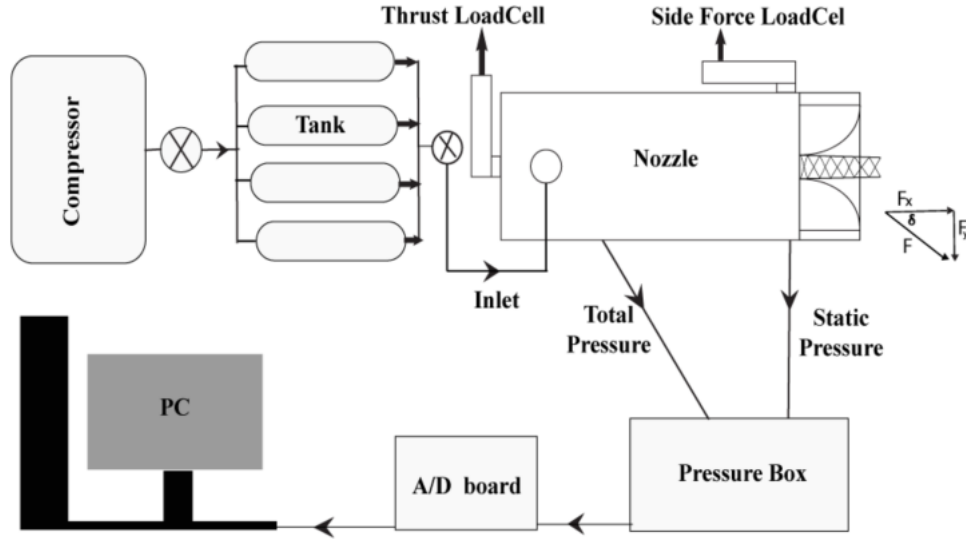 Thrust LoadCell
Side Force LoadCel
Compressor
Tank
Nozzle
Fx
δ
F
Inlet
Total
Pressure
Static
Pressure
PC
A/D board
Pressure Box